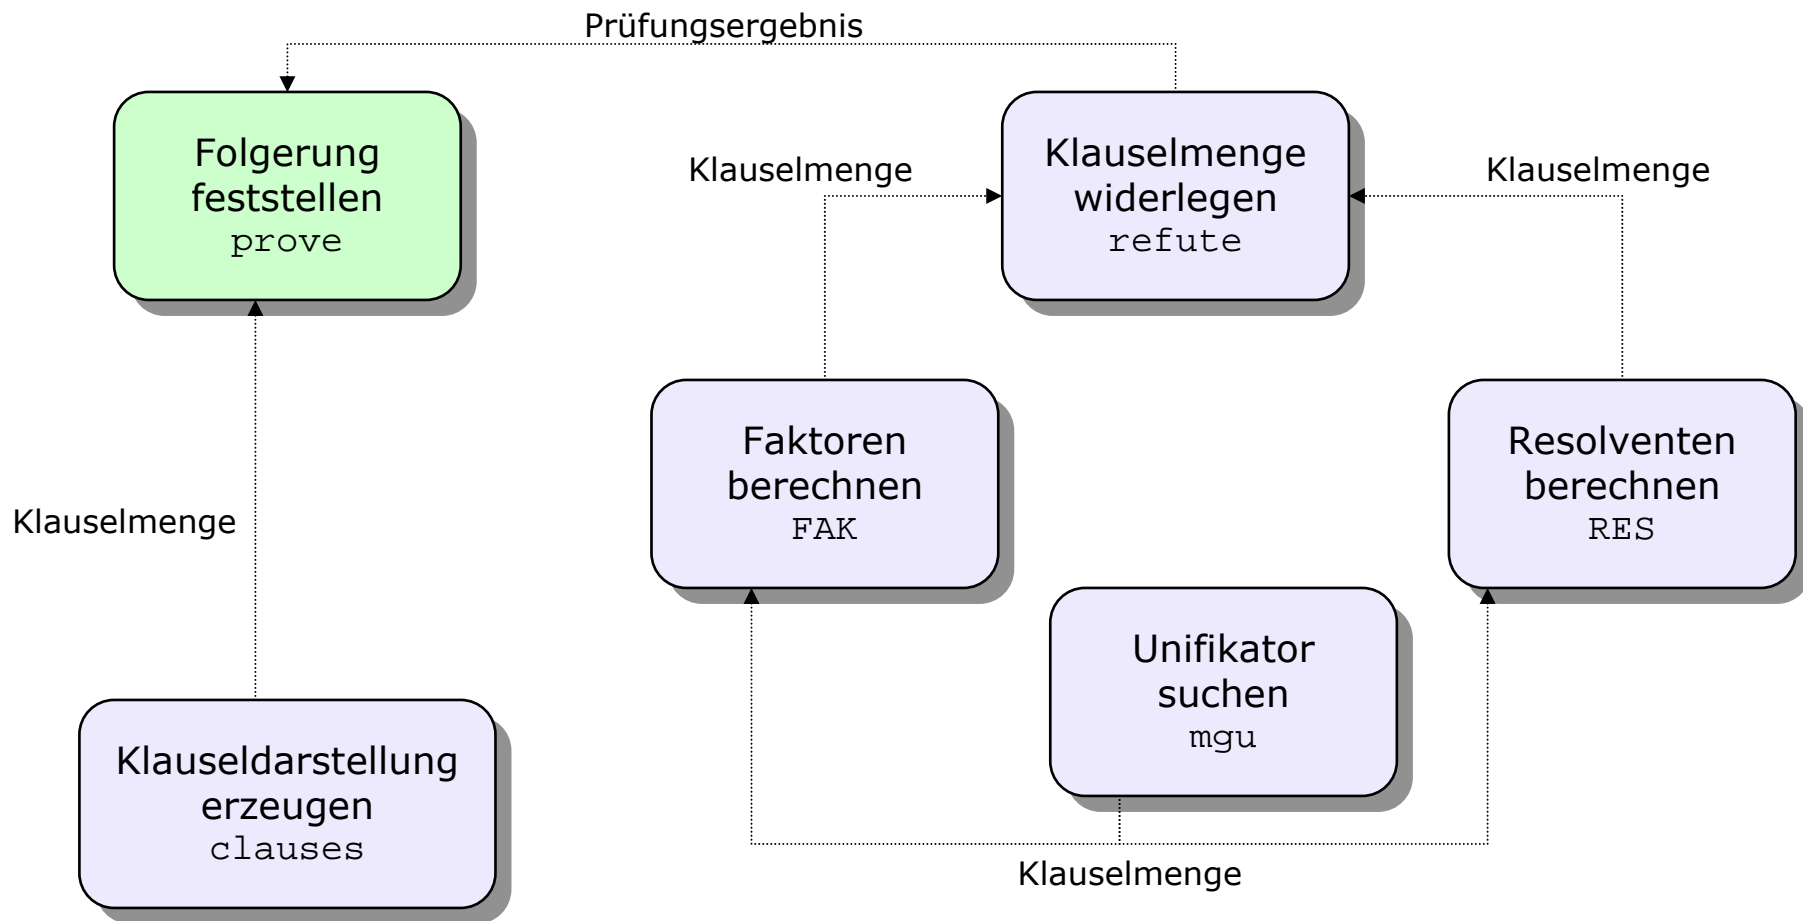 Prüfungsergebnis
Folgerung
feststellen
prove
Klauselmenge
Klauselmenge
widerlegen
refute
Klauselmenge
Faktoren
berechnen
FAK
Resolventen
berechnen
RES
Klauselmenge
Unifikator
suchen
mgu
Klauseldarstellung
erzeugen
clauses
Klauselmenge